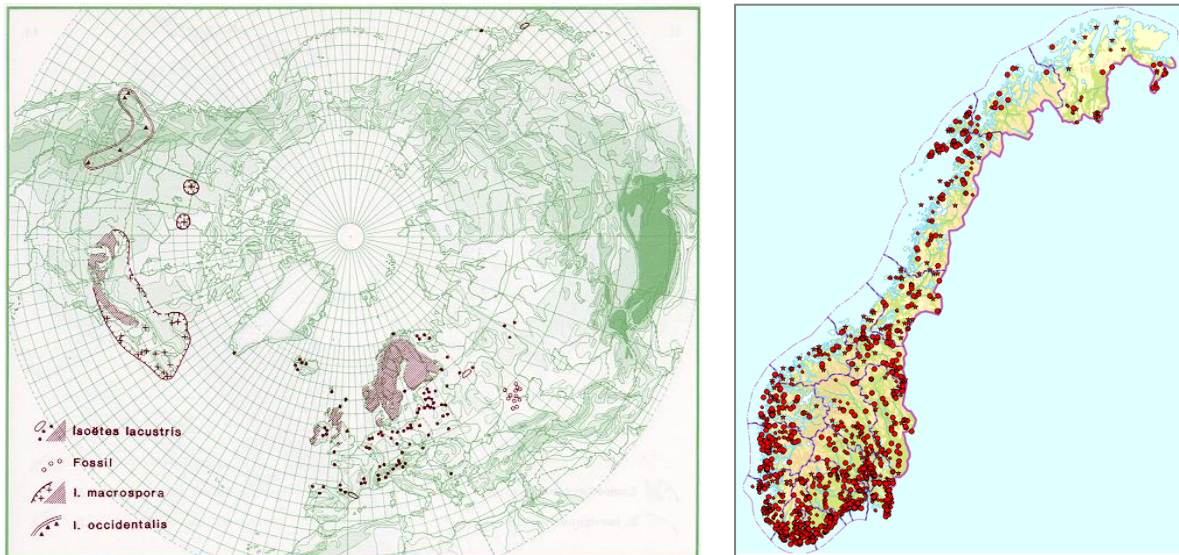 Isoëtes lacustris
Fossil
I. macrospora
I. occidentalis